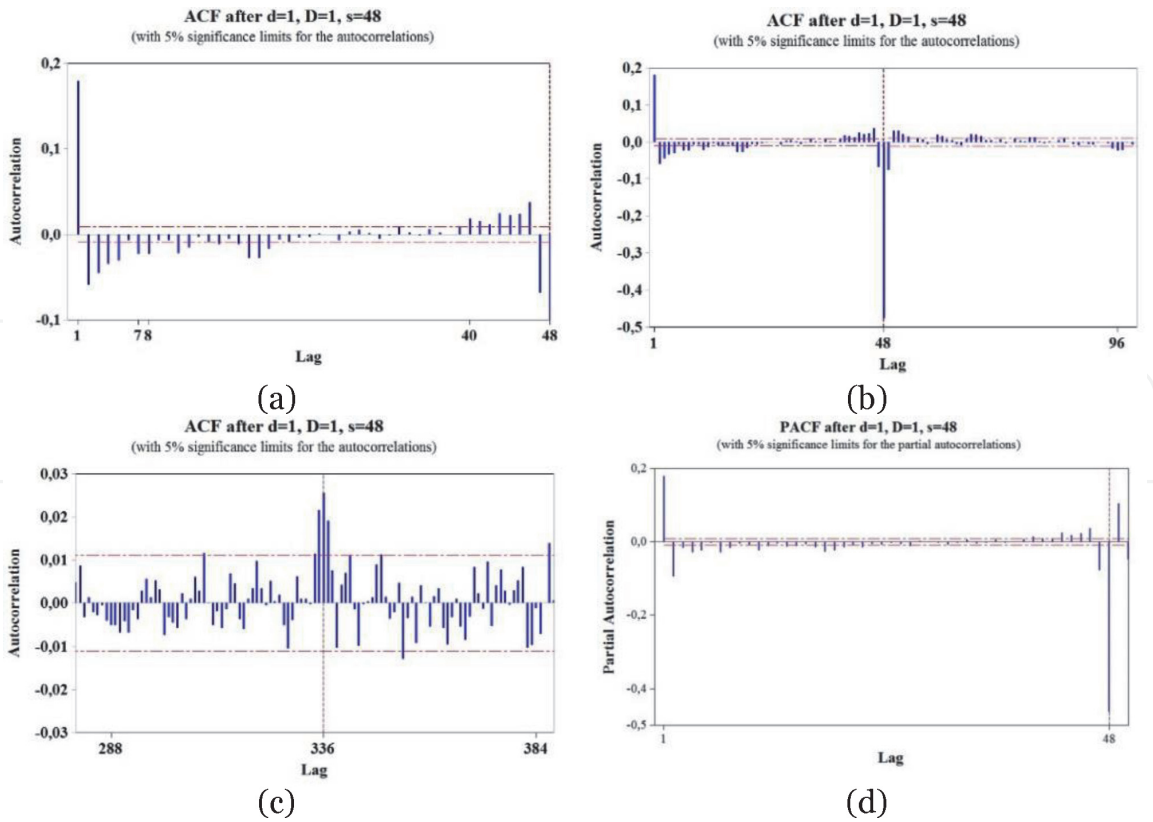 ACF after d=1, D=1, s=48
(with 5% significance limits for the autocorrelations)
0,2
0,1
0,0
-0,1
Autocorrelation
1
7 8
40
48
Lag
(a)
ACF after d=1, D=1, s=48
(with 5% significance limits for the autocorrelations)
0,2
0,1
0,0
-0,1
-0,2
-0,3
-0,4
-0,5
Autocorrelation
1
48
96
Lag
(b)
ACF after d=1, D=1, s=48
(with 5% significance limits for the autocorrelations)
0,03
0,02
0,01
0,00
-0,01
-0,02
-0,03
Autocorrelation
288
336
384
Lag
(c)
PACF after d=1, D=1, s=48
(with 5% significance limits for the partial autocorrelations)
0,2
0,0
-0,2
-0,4
-0,5
Partial Autocorrelation
1
48
Lag
(d)